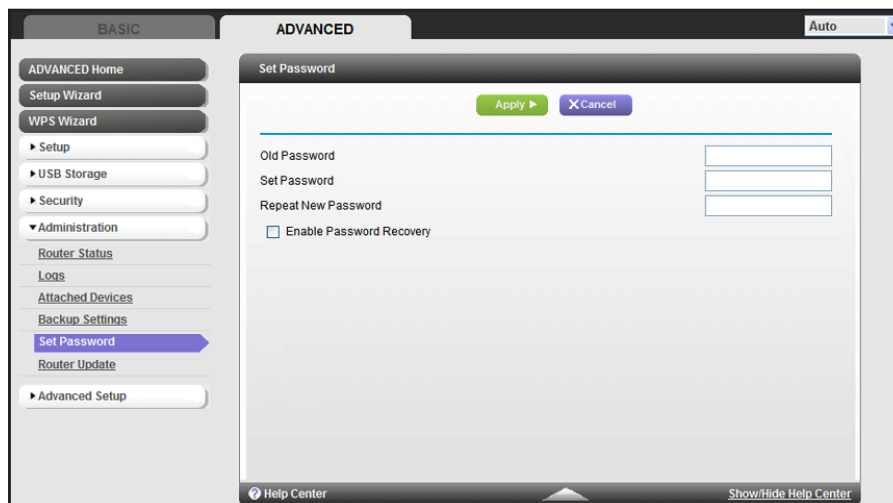 BASIC
ADVANCED
Auto
ADVANCED Home
Setup Wizard
WPS Wizard
Setup
USB Storage
Security
Administration
Router Status
Logs
Attached Devices
Backup Settings
Set Password
Router Update
Advanced Setup
Set Password
Apply
X Cancel
Old Password
Set Password
Repeat New Password
Enable Password Recovery
? Help Center
Show/Hide Help Center